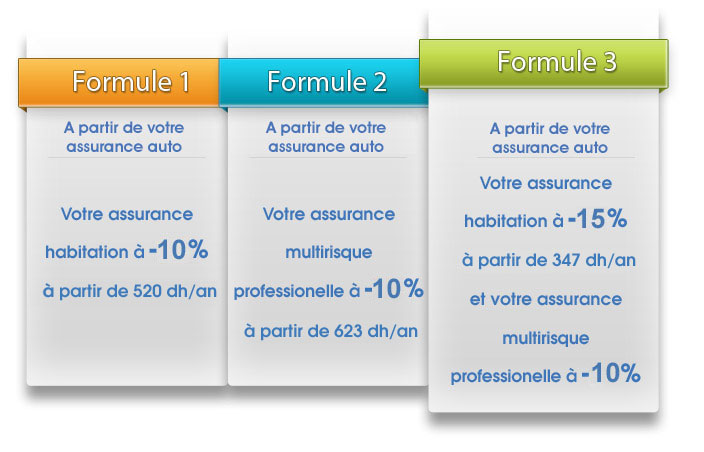 Formule 1
A partir de votre
assurance auto
Votre assurance
habitation à -10%
à partir de 520 dh/an
Formule 2
A partir de votre
assurance auto
Votre assurance
multirisque
professionelle à -10%
à partir de 623 dh/an
Formule 3
A partir de votre
assurance auto
Votre assurance
habitation à -15%
à partir de 347 dh/an
et votre assurance
multirisque
professionelle à -10%